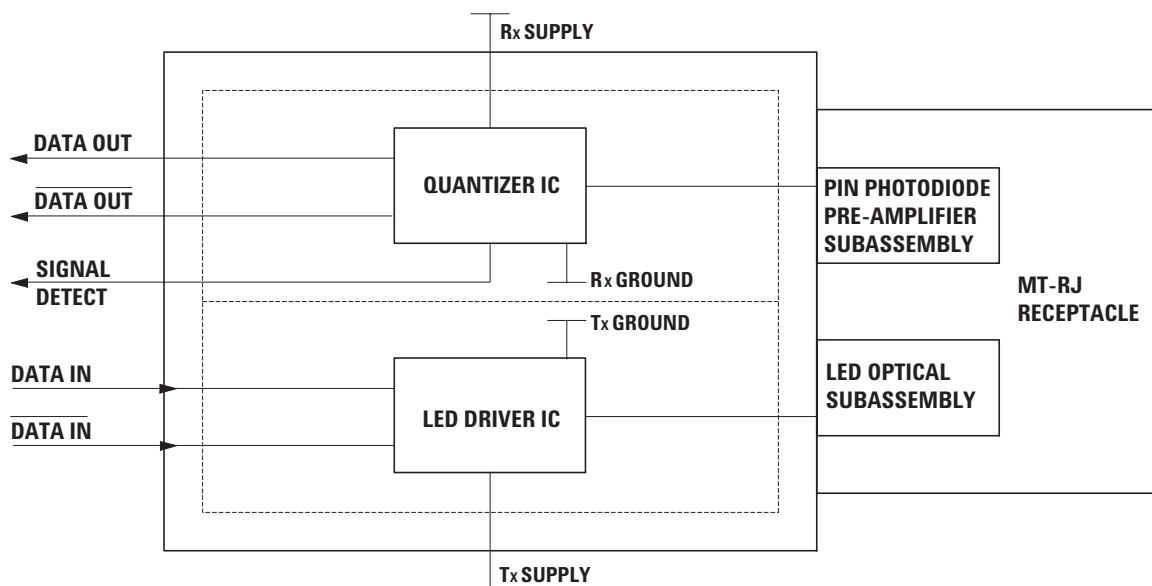 Rx SUPPLY
DATA OUT
DATA OUT
SIGNAL
DETECT
QUANTIZER IC
Rx GROUND
PIN PHOTODIODE
PRE-AMPLIFIER
SUBASSEMBLY
MT-RJ
RECEPTACLE
Tx GROUND
DATA IN
DATA IN
LED DRIVER IC
LED OPTICAL
SUBASSEMBLY
Tx SUPPLY